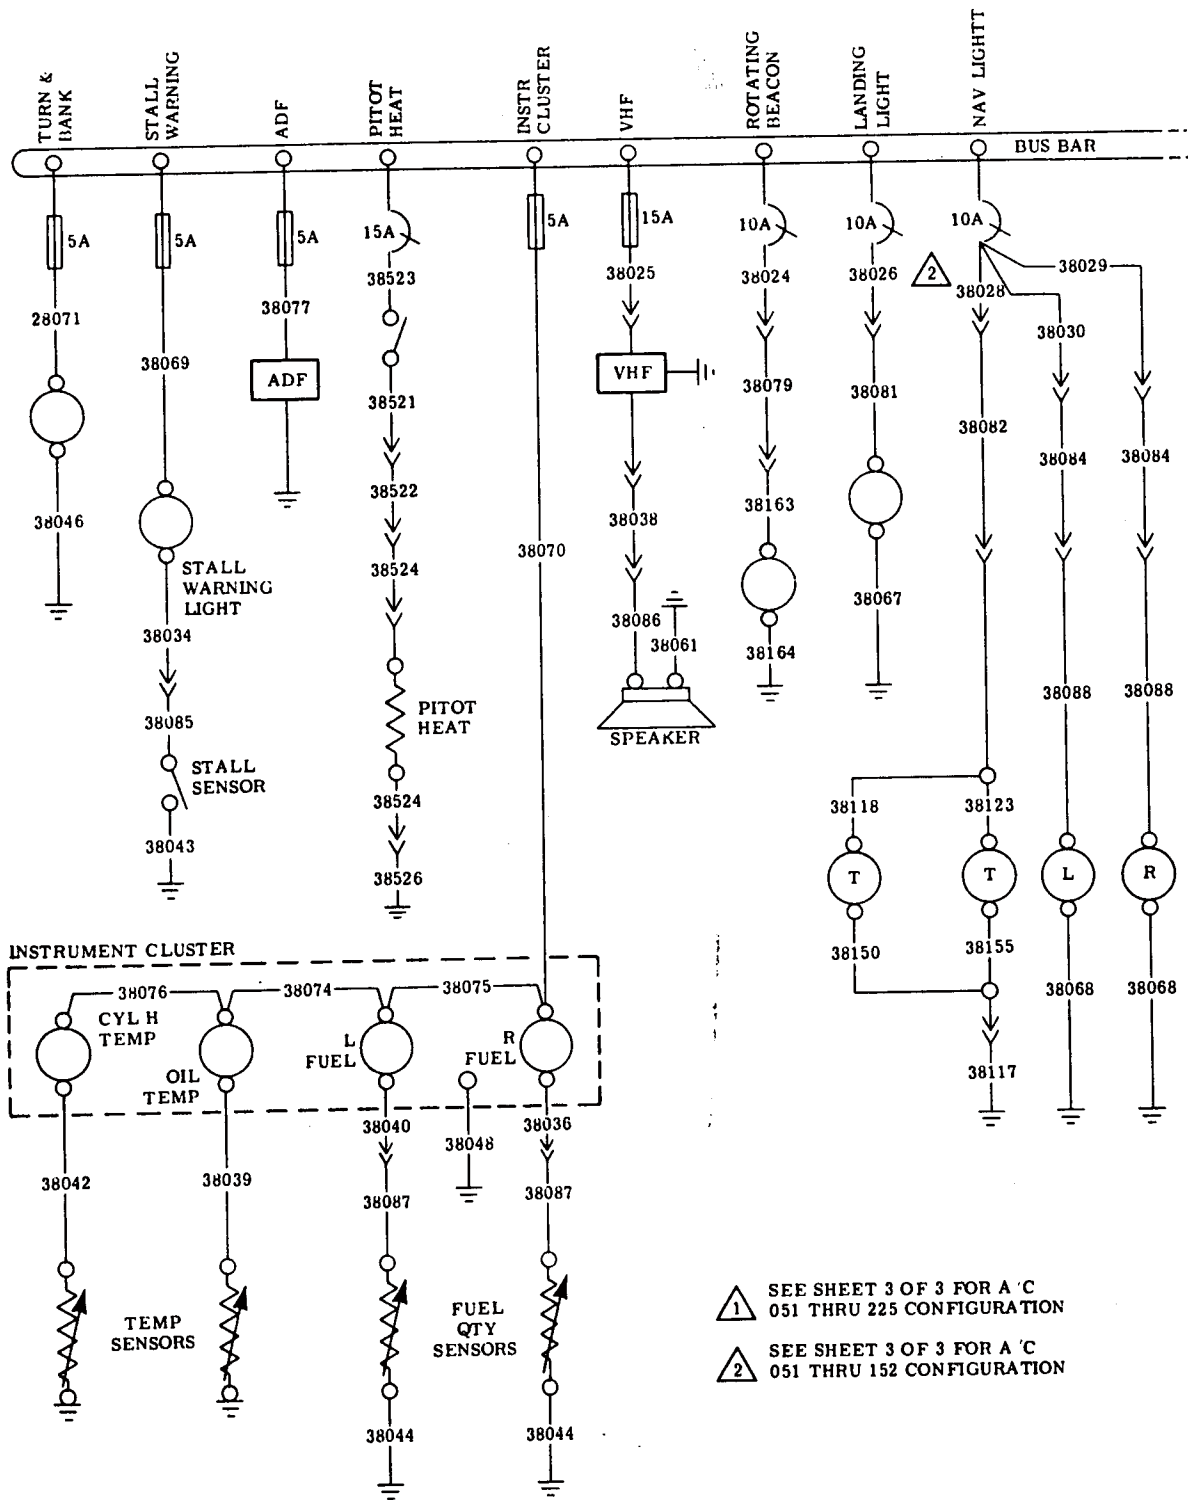 TURN &
BANK
STALL
WARNING
ADF
PITOT
HEAT
INSTR
CLUSTER
VHF
ROTATING
BEACON
LANDING
LIGHT
NAV LIGHTT
BUS BAR
5A
5A
5A
15A
5A
15A
10A
10A
10A
28071
38069
38077
38523
38025
38024
38026
2
38028
38029
38030
ADF
38521
VHF
38079
38081
38082
38084
38084
38046
38522
38038
38163
38070
38524
STALL
WARNING
LIGHT
38034
38086
38061
38164
38067
38085
PITOT
HEAT
SPEAKER
38088
38088
STALL
SENSOR
38043
38524
38526
38118
38123
T
T
L
R
38150
38155
38068
38068
38117
INSTRUMENT CLUSTER
38076
38074
38075
CYL H
TEMP
OIL
TEMP
L
FUEL
R
FUEL
38040
38048
38036
38042
38039
38087
38087
TEMP
SENSORS
FUEL
QTY
SENSORS
38044
38044
1
SEE SHEET 3 OF 3 FOR A'C
051 THRU 225 CONFIGURATION
2
SEE SHEET 3 OF 3 FOR A'C
051 THRU 152 CONFIGURATION